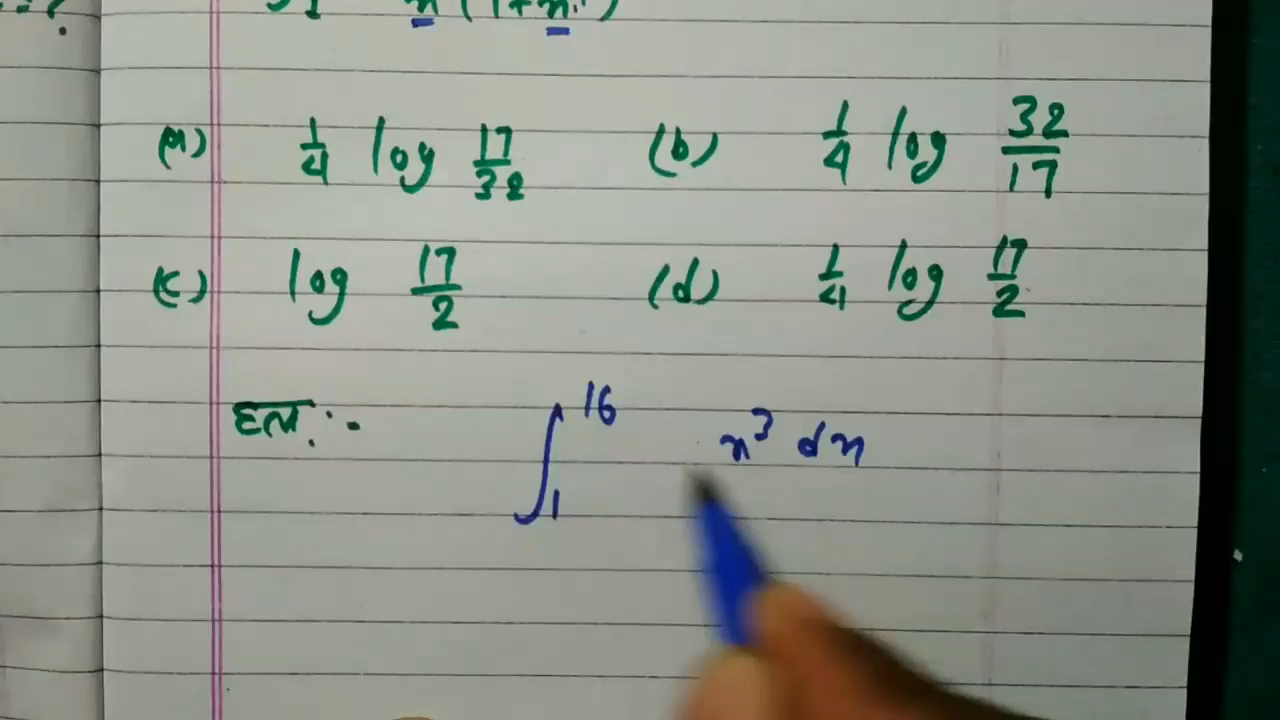 x(1+x
(a) 1/4 log 17/32 (b) 1/4 log 32/17
(c) log 17/2 (d) 1/4 log 17/2
हल :- ∫₁¹⁶ x³ dx